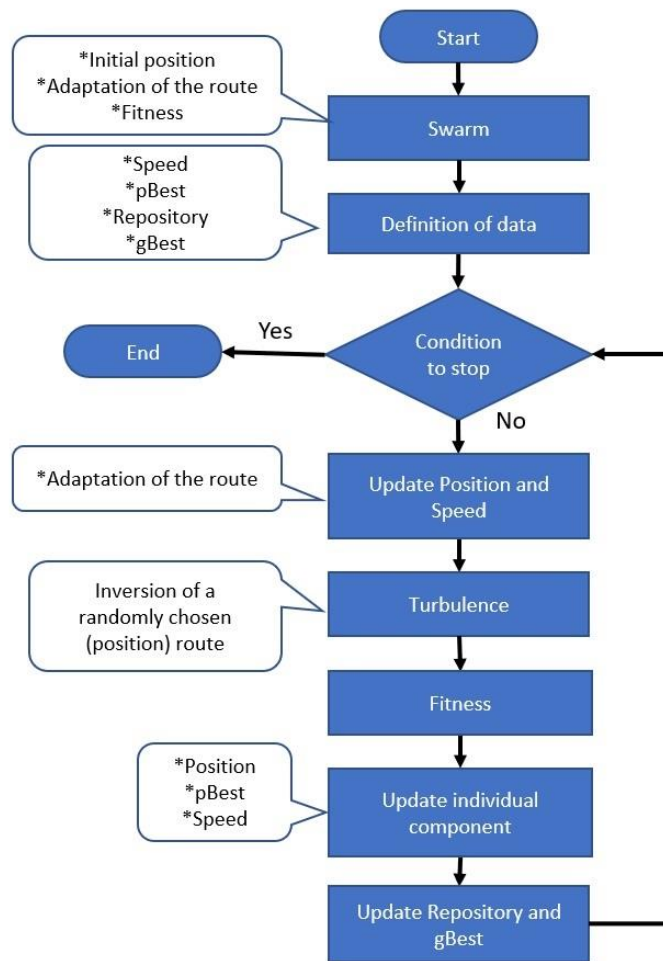 Start
*Initial position
*Adaptation of the route
*Fitness
Swarm
*Speed
*pBest
*Repository
*gBest
Definition of data
Condition
to stop
Yes
End
No
*Adaptation of the route
Update Position and
Speed
Inversion of a
randomly chosen
(position) route
Turbulence
Fitness
*Position
*pBest
*Speed
Update individual
component
Update Repository and
gBest